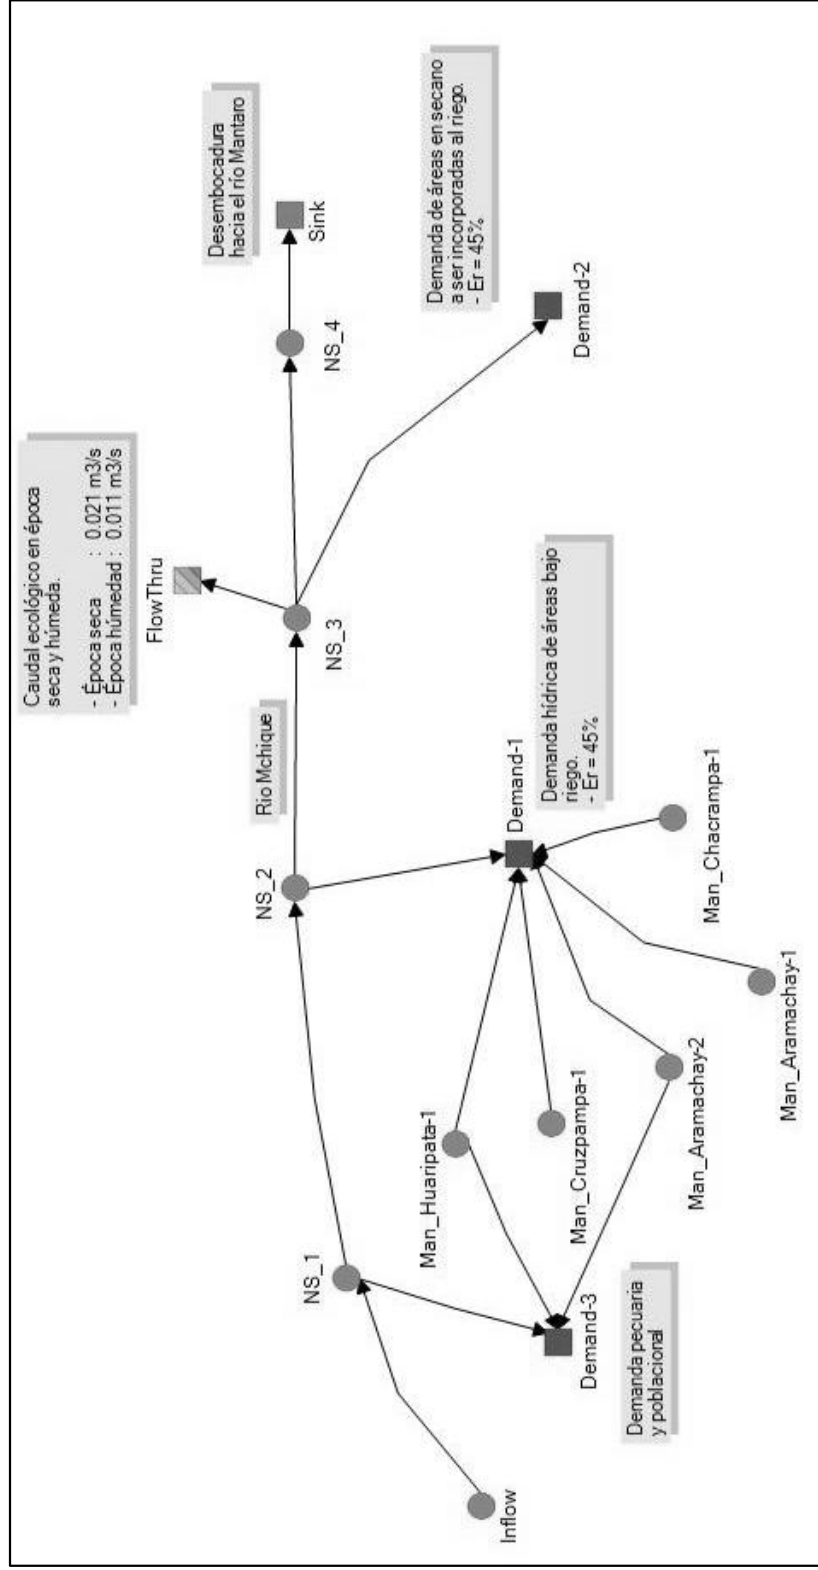 Caudal ecológico en época
seca y húmeda.
- Época seca : 0.021 m3/s
- Época húmedad : 0.011 m3/s
FlowThru
Desembocadura
hacia el río Mantaro
Sink
NS_4
NS_3
Rio Mchique
NS_2
NS_1
Inflow
Demanda de áreas en secano
a ser incorporadas al riego.
- Er = 45%
Demand-2
Demand-1
Demanda hídrica de áreas bajo
riego.
- Er = 45%
Man_Huaripata-1
Man_Cruzpampa-1
Man_Aramachay-2
Man_Aramachay-1
Man_Chacrampa-1
Demand-3
Demanda pecuaria
y poblacional